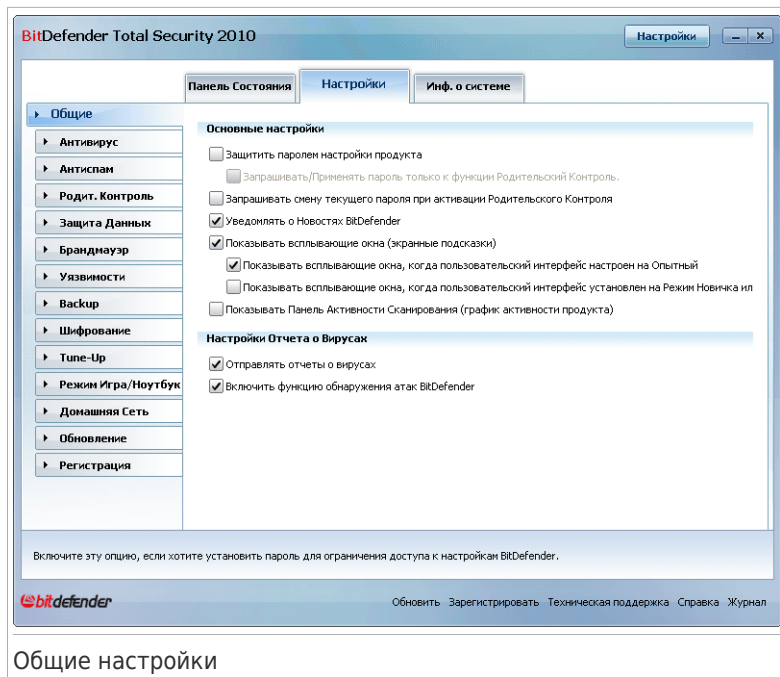 BitDefender Total Security 2010
Настройки
Панель Состояния
Настройки
Инф. о системе
Общие
Антивирус
Антиспам
Родит. Контроль
Защита Данных
Брандмауэр
Уязвимости
Backup
Шифрование
Tune-Up
Режим Игра/Ноутбук
Домашняя Сеть
Обновление
Регистрация
Основные настройки
Защитить паролем настройки продукта
Запрашивать/Применять пароль только к функции Родительский Контроль.
Запрашивать смену текущего пароля при активации Родительского Контроля
Уведомлять о Новостях BitDefender
Показывать всплывающие окна (экранные подсказки)
Показывать всплывающие окна, когда пользовательский интерфейс настроен на Опытный
Показывать всплывающие окна, когда пользовательский интерфейс установлен на Режим Новичка ил
Показывать Панель Активности Сканирования (график активности продукта)
Настройки Отчета о Вирусах
Отправлять отчеты о вирусах
Включить функцию обнаружения атак BitDefender
Включите эту опцию, если хотите установить пароль для ограничения доступа к настройкам BitDefender.
bitdefender
Обновить Зарегистрировать Техническая поддержка Справка Журнал
Общие настройки